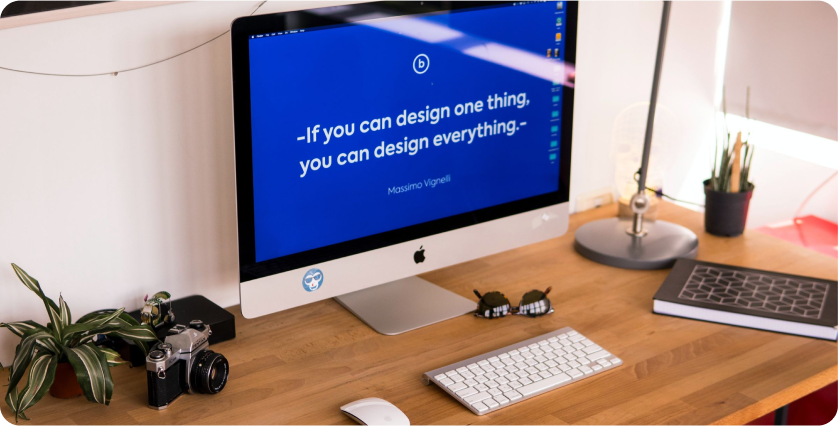 b
-If you can design one thing,
you can design everything.-
Massimo Vignelli